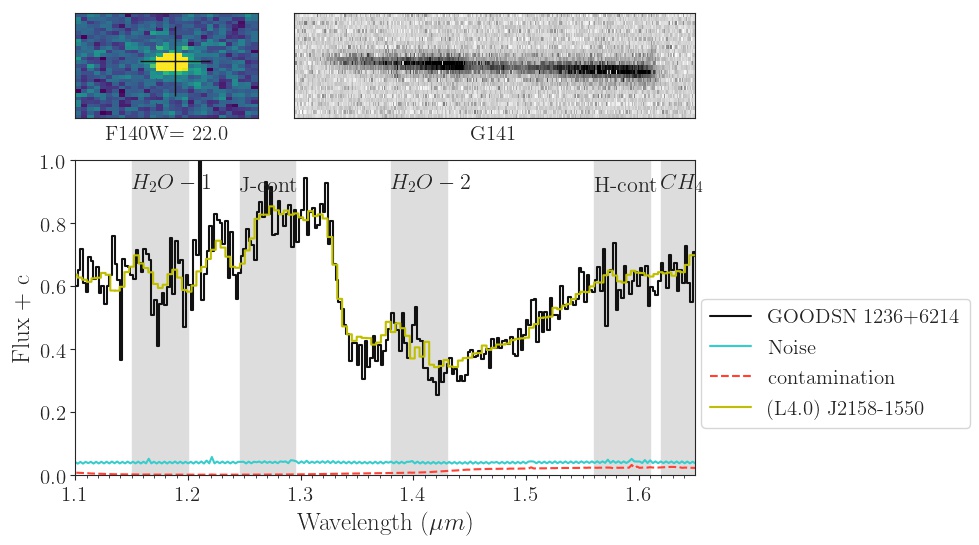 F140W= 22.0
G141
H₂O − 1
J-cont
H₂O − 2
H-cont
CH₄
1.0
0.8
0.6
0.4
0.2
0.0
Flux + c
1.1
1.2
1.3
1.4
1.5
1.6
Wavelength (μm)
GOODSN 1236+6214
Noise
contamination
(L4.0) J2158-1550